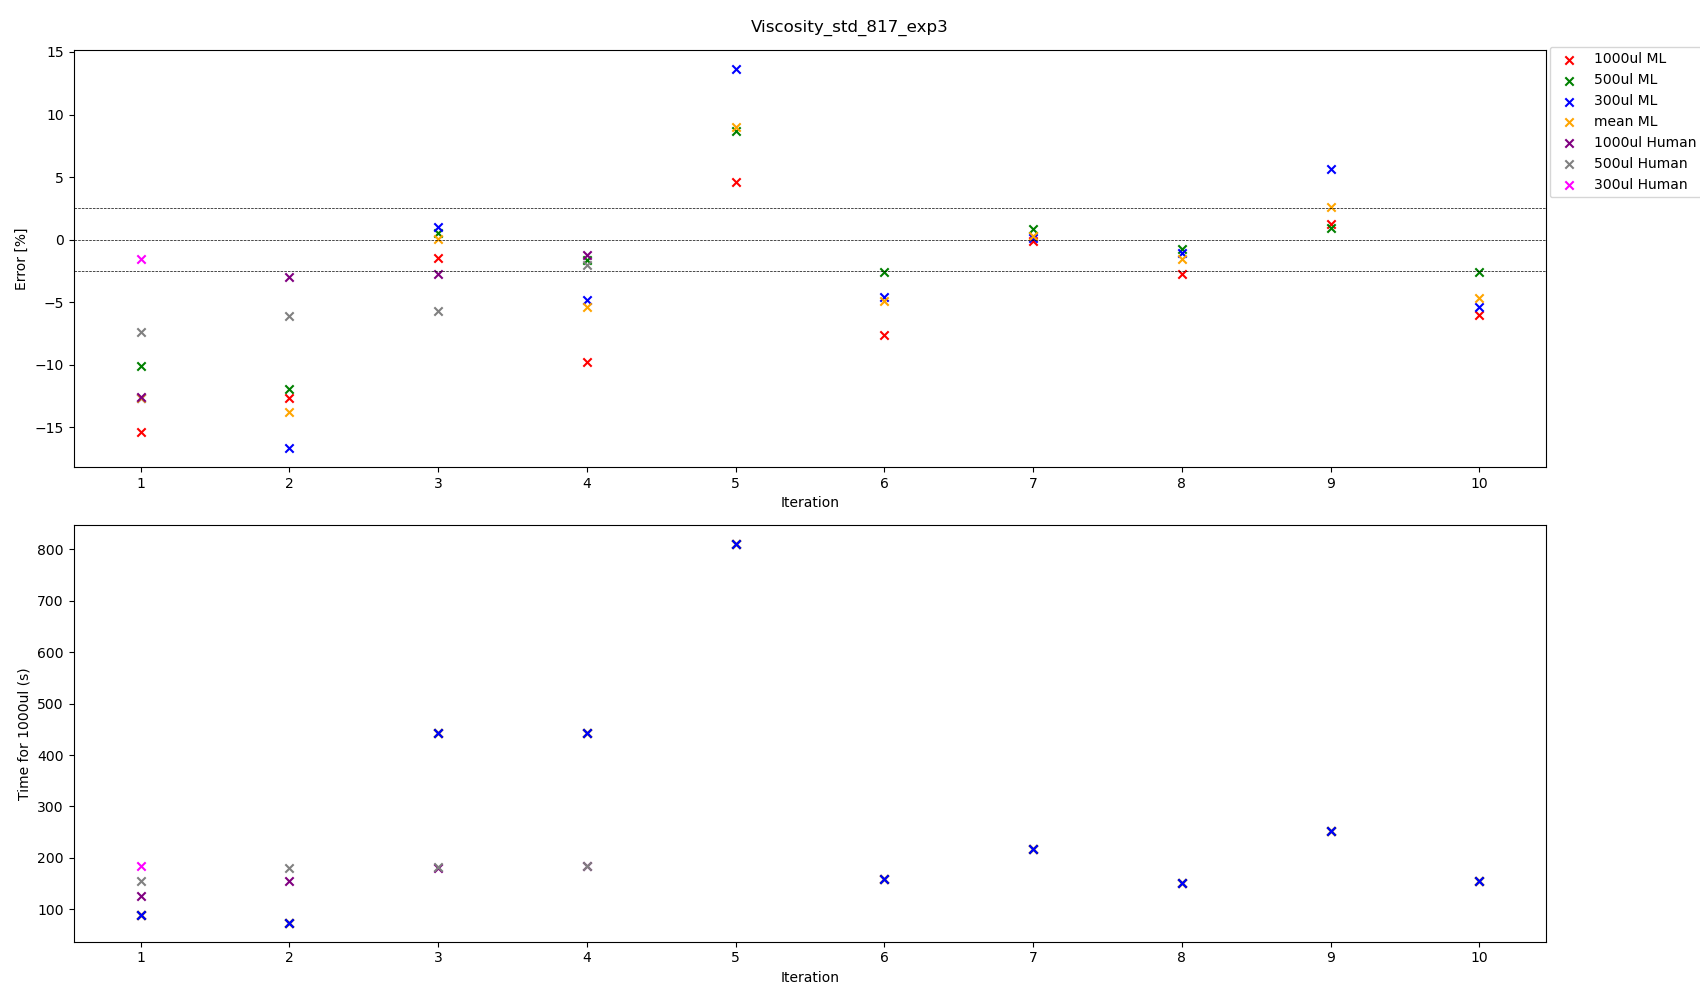 Viscosity_std_817_exp3
15
10
5
0
−5
−10
−15
Error [%]
1 2 3 4 5 6 7 8 9 10
Iteration
1000ul ML
500ul ML
300ul ML
mean ML
1000ul Human
500ul Human
300ul Human
800
700
600
500
400
300
200
100
Time for 1000ul (s)
1 2 3 4 5 6 7 8 9 10
Iteration